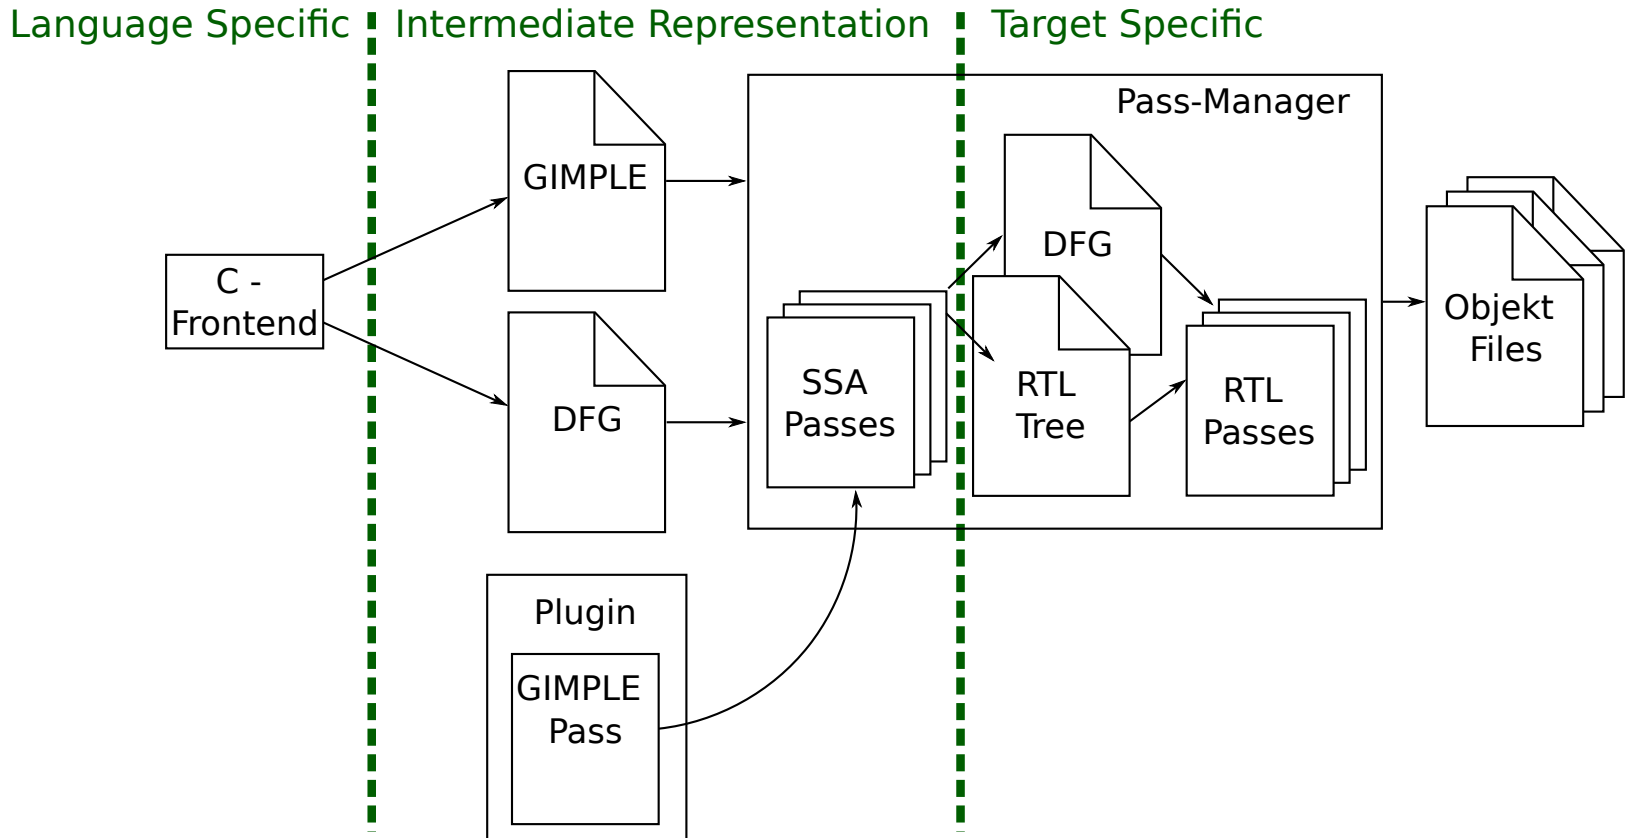 Language Specific
Intermediate Representation
Target Specific
Pass-Manager
GIMPLE
DFG
C -
Frontend
DFG
SSA
Passes
RTL
Tree
RTL
Passes
Objekt
Files
Plugin
GIMPLE
Pass